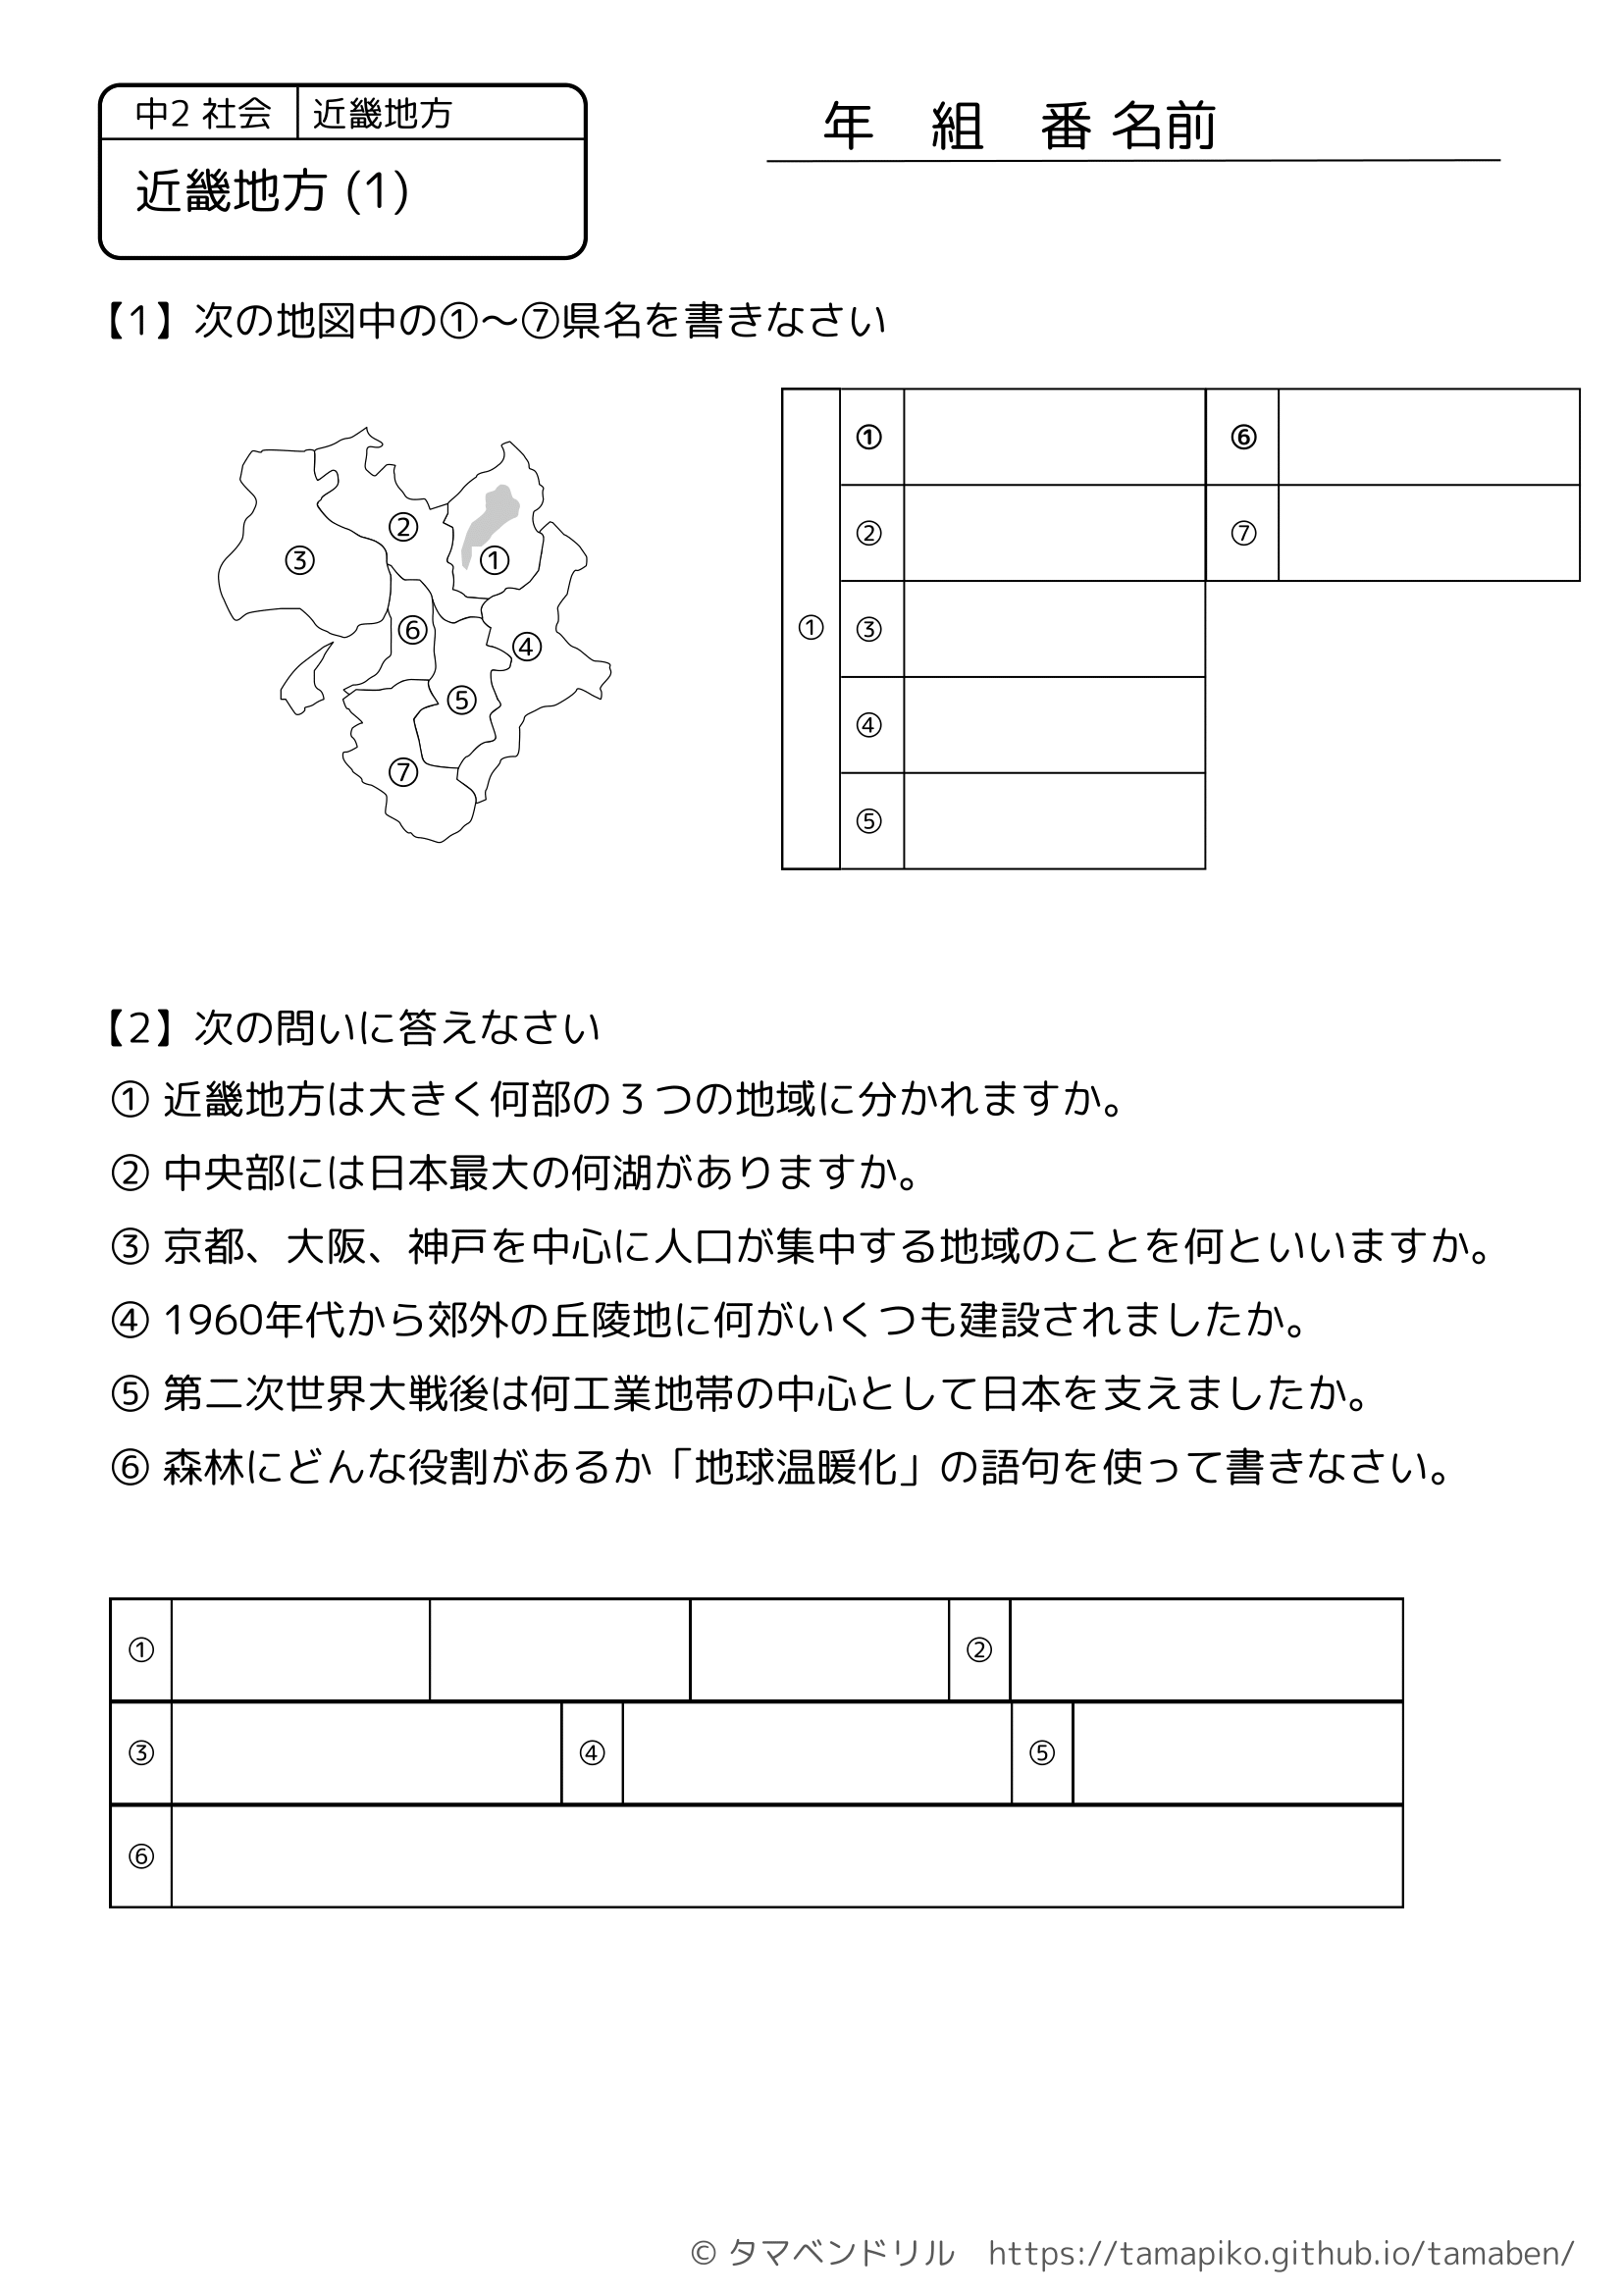 中2 社会 近畿地方
近畿地方 (1)
年 組 番 名前
【1】次の地図中の①～⑦県名を書きなさい
③
②
①
⑥
④
⑤
⑦
①
① ⑥
② ⑦
③
④
⑤
【2】次の問いに答えなさい
① 近畿地方は大きく何部の３つの地域に分かれますか。
② 中央部には日本最大の何湖がありますか。
③ 京都、大阪、神戸を中心に人口が集中する地域のことを何といいますか。
④ 1960年代から郊外の丘陵地に何がいくつも建設されましたか。
⑤ 第二次世界大戦後は何工業地帯の中心として日本を支えましたか。
⑥ 森林にどんな役割があるか「地球温暖化」の語句を使って書きなさい。
① ②
③ ④ ⑤
⑥
© タマベンドリル https://tamapiko.github.io/tamaben/